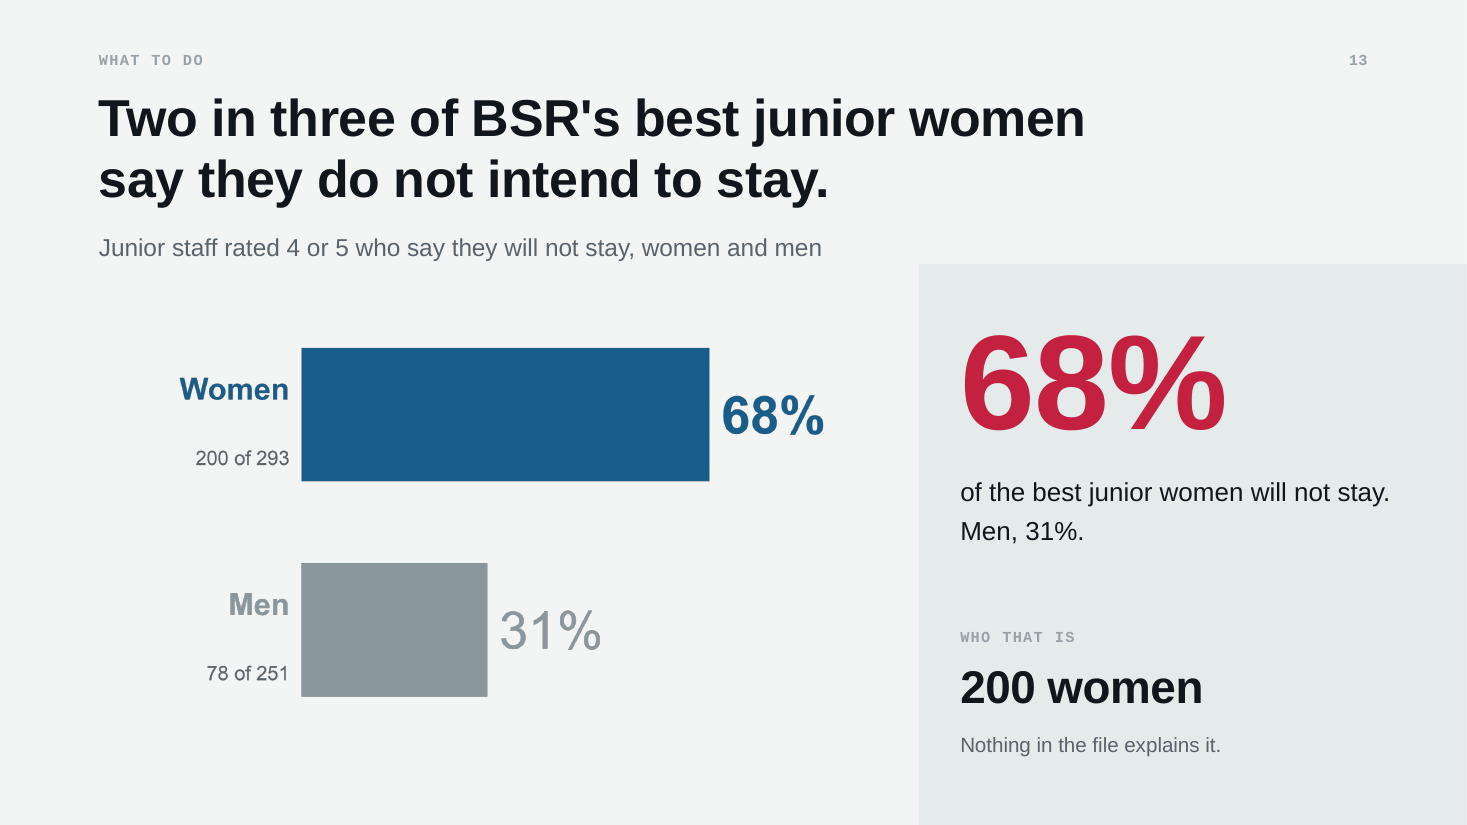 WHAT TO DO
13
Two in three of BSR's best junior women
say they do not intend to stay.
Junior staff rated 4 or 5 who say they will not stay, women and men
Women
200 of 293
68%
Men
78 of 251
31%
68%
of the best junior women will not stay.
Men, 31%.
WHO THAT IS
200 women
Nothing in the file explains it.